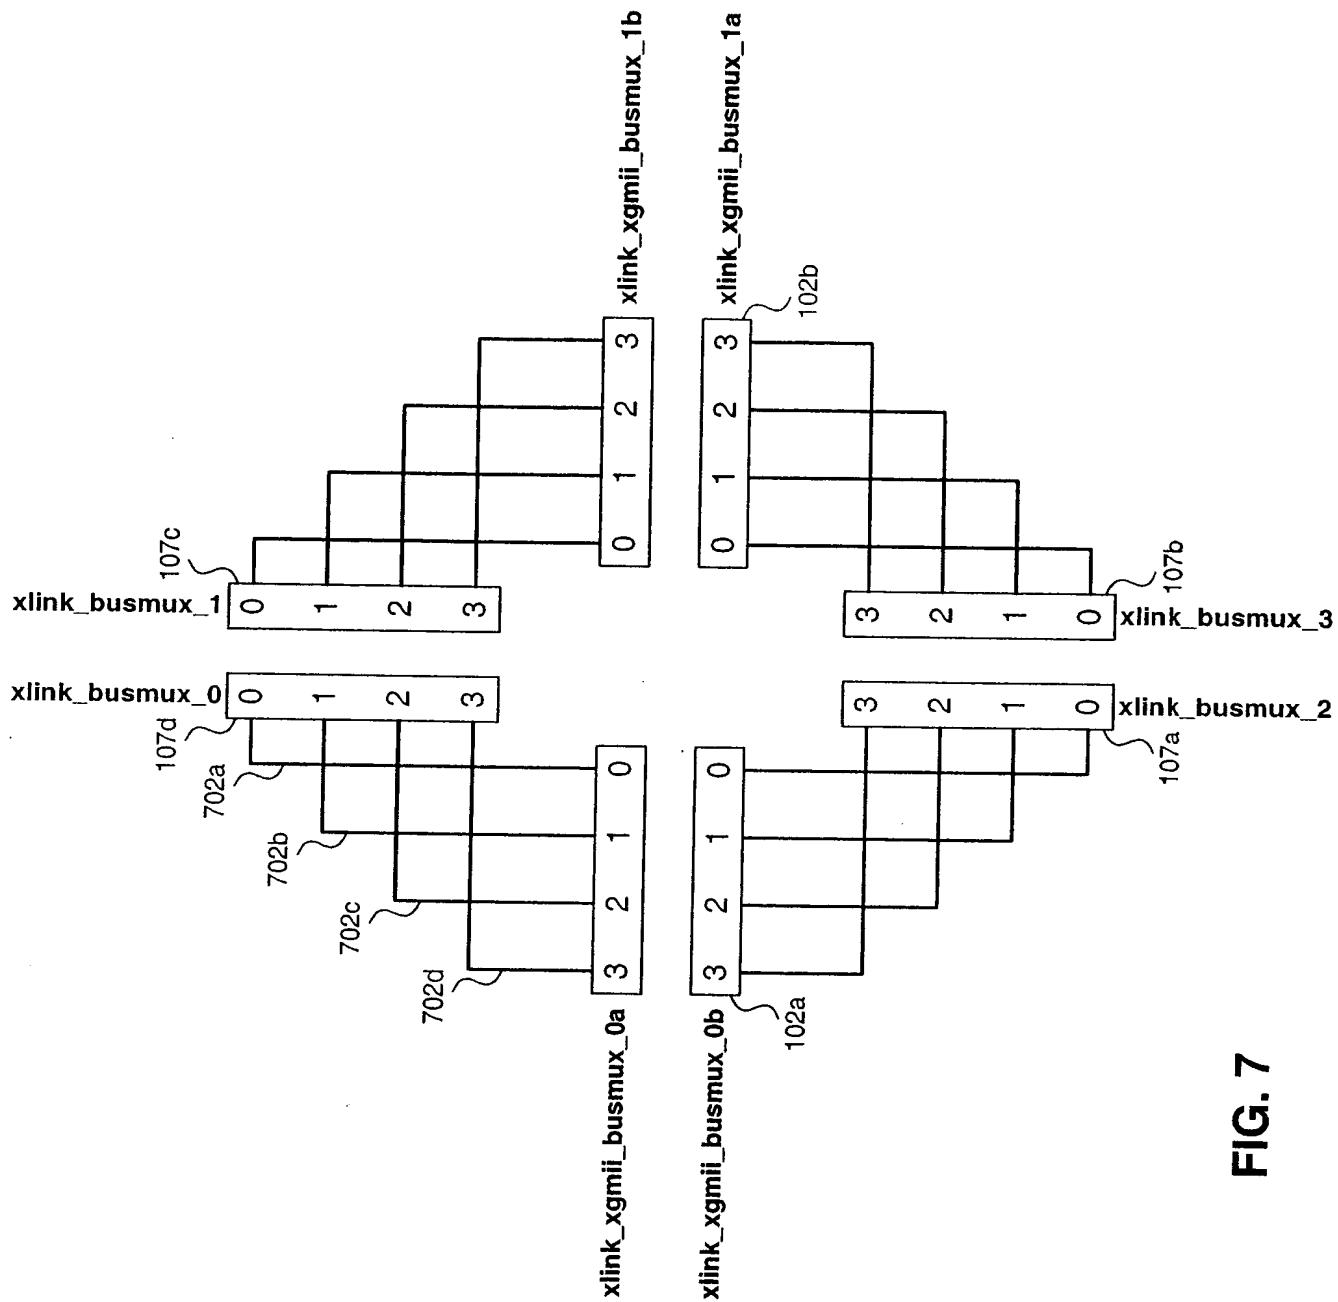 xlink_xgmii_busmux_1b
xlink_xgmii_busmux_1a
102b
3
2
1
0
3
2
1
0
107c
xlink_busmux_1
0
1
2
3
3
2
1
0
107b
xlink_busmux_3
xlink_busmux_0
0
1
2
3
107d
3
2
1
0
xlink_busmux_2
107a
702a
702b
702c
702d
0
1
2
3
0
1
2
3
102a
xlink_xgmii_busmux_0a
xlink_xgmii_busmux_0b
FIG. 7